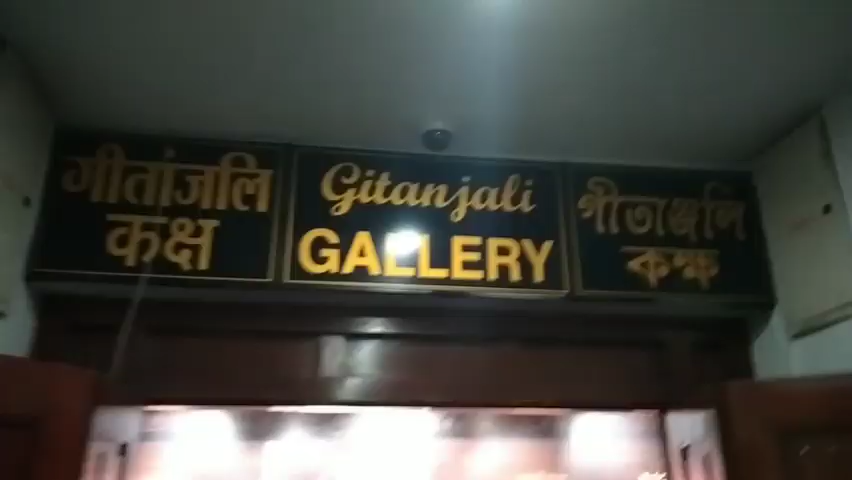 गीतांजलि
कक्ष
Gitanjali
GALLERY
গীতাঞ্জলি
কক্ষ